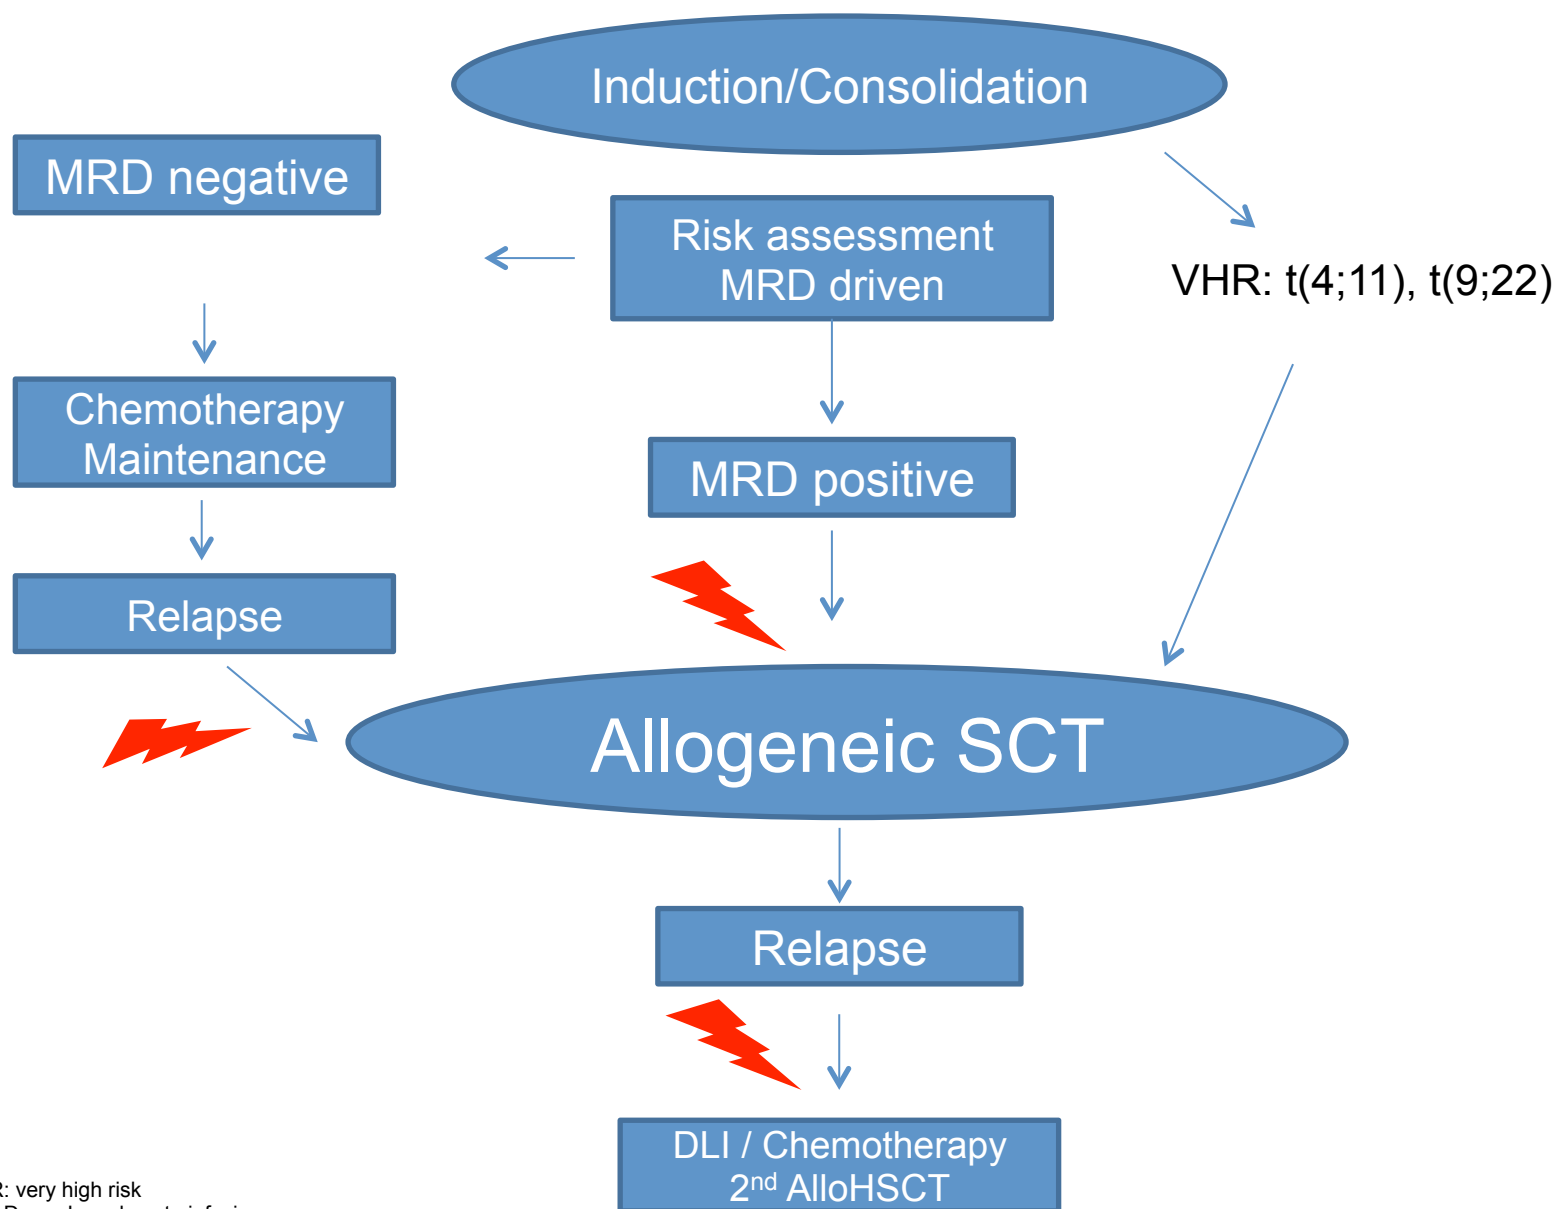 Induction/Consolidation
MRD negative
Risk assessment
MRD driven
VHR: t(4;11), t(9;22)
Chemotherapy
Maintenance
MRD positive
Relapse
Allogeneic SCT
Relapse
DLI / Chemotherapy
2nd AlloHSCT
: very high risk